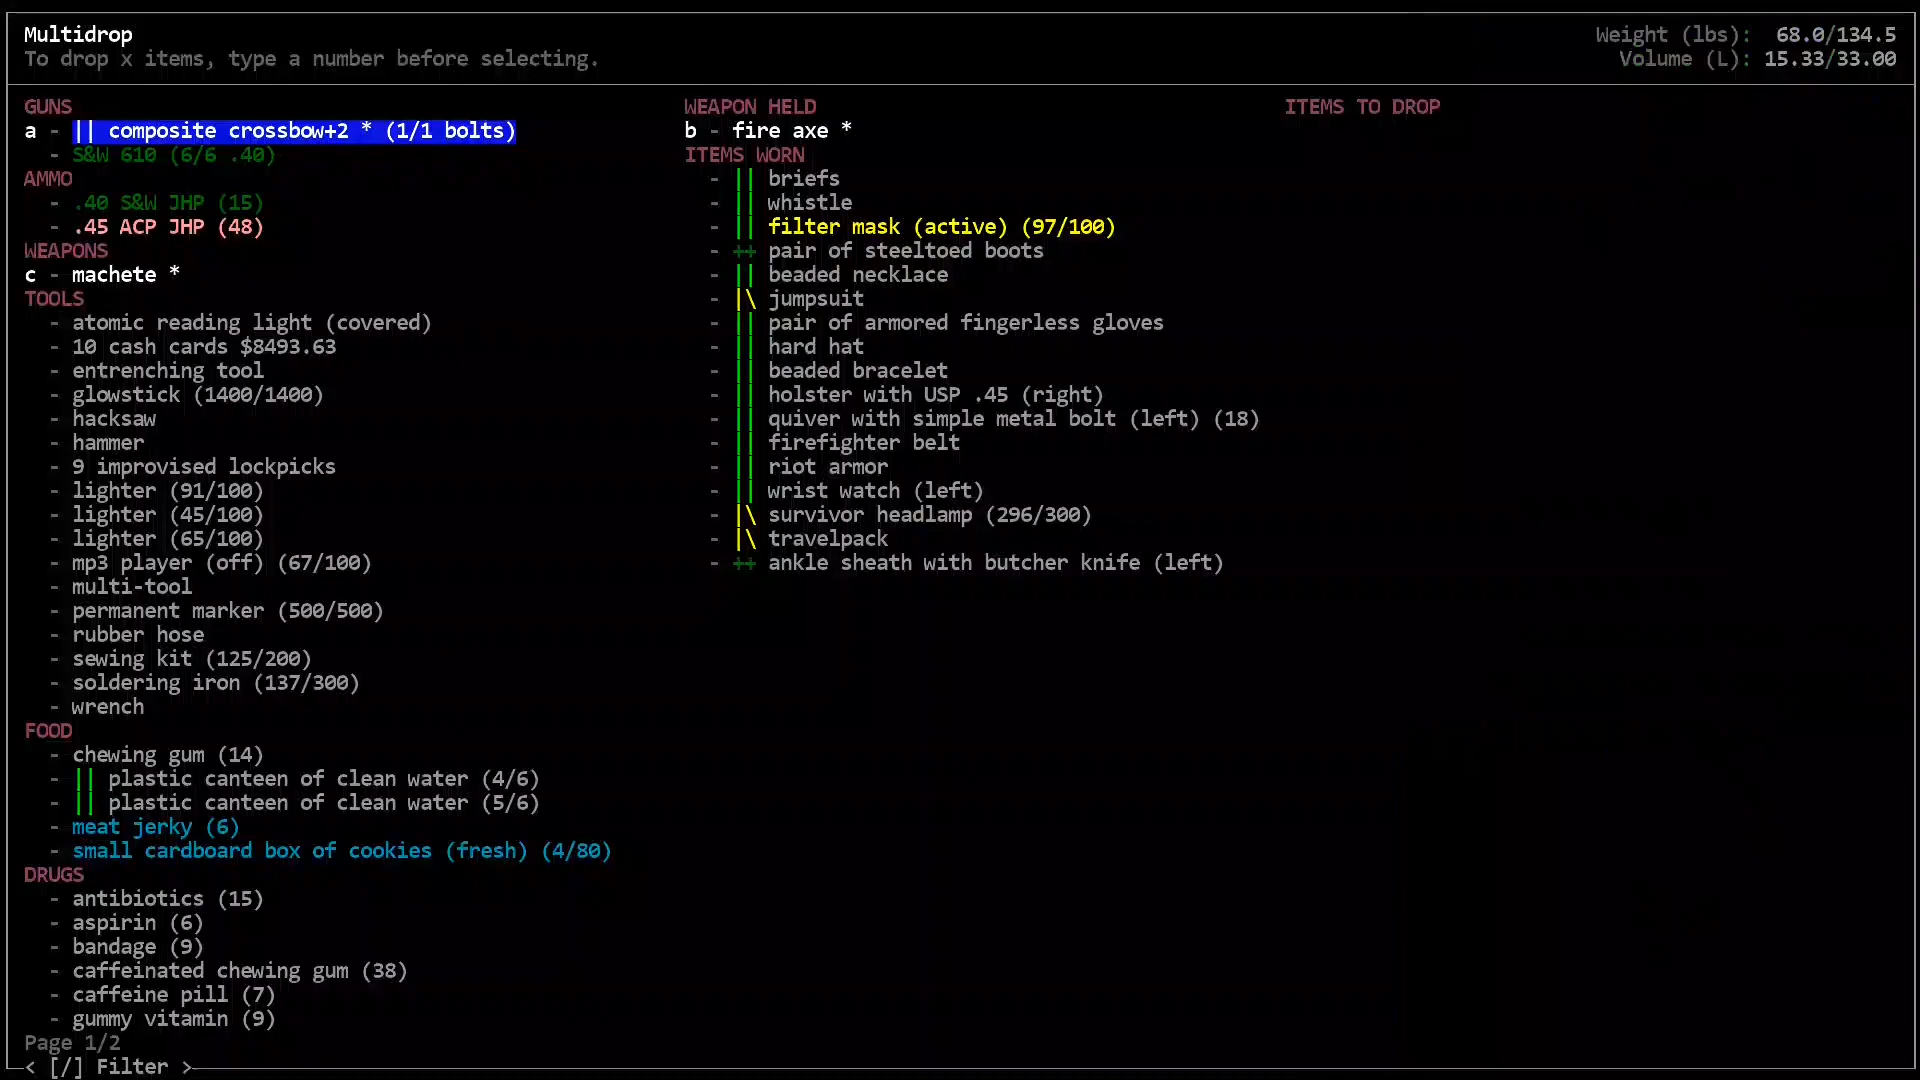 Multidrop
To drop x items, type a number before selecting.
Weight (lbs): 68.0/134.5
Volume (L): 15.33/33.00
GUNS
a - || composite crossbow+2 * (1/1 bolts)
- S&W 610 (6/6 .40)
AMMO
- .40 S&W JHP (15)
- .45 ACP JHP (48)
WEAPONS
c - machete *
TOOLS
- atomic reading light (covered)
- 10 cash cards $8493.63
- entrenching tool
- glowstick (1400/1400)
- hacksaw
- hammer
- 9 improvised lockpicks
- lighter (91/100)
- lighter (45/100)
- lighter (65/100)
- mp3 player (off) (67/100)
- multi-tool
- permanent marker (500/500)
- rubber hose
- sewing kit (125/200)
- soldering iron (137/300)
- wrench
FOOD
- chewing gum (14)
- || plastic canteen of clean water (4/6)
- || plastic canteen of clean water (5/6)
- meat jerky (6)
- small cardboard box of cookies (fresh) (4/80)
DRUGS
- antibiotics (15)
- aspirin (6)
- bandage (9)
- caffeinated chewing gum (38)
- caffeine pill (7)
- gummy vitamin (9)
Page 1/2
< [/] Filter >
WEAPON HELD
b - fire axe *
ITEMS WORN
- || briefs
- || whistle
- || filter mask (active) (97/100)
- ++ pair of steeltoed boots
- || beaded necklace
- |\ jumpsuit
- || pair of armored fingerless gloves
- || hard hat
- || beaded bracelet
- || holster with USP .45 (right)
- || quiver with simple metal bolt (left) (18)
- || firefighter belt
- || riot armor
- || wrist watch (left)
- |\ survivor headlamp (296/300)
- |\ travelpack
- ++ ankle sheath with butcher knife (left)
ITEMS TO DROP